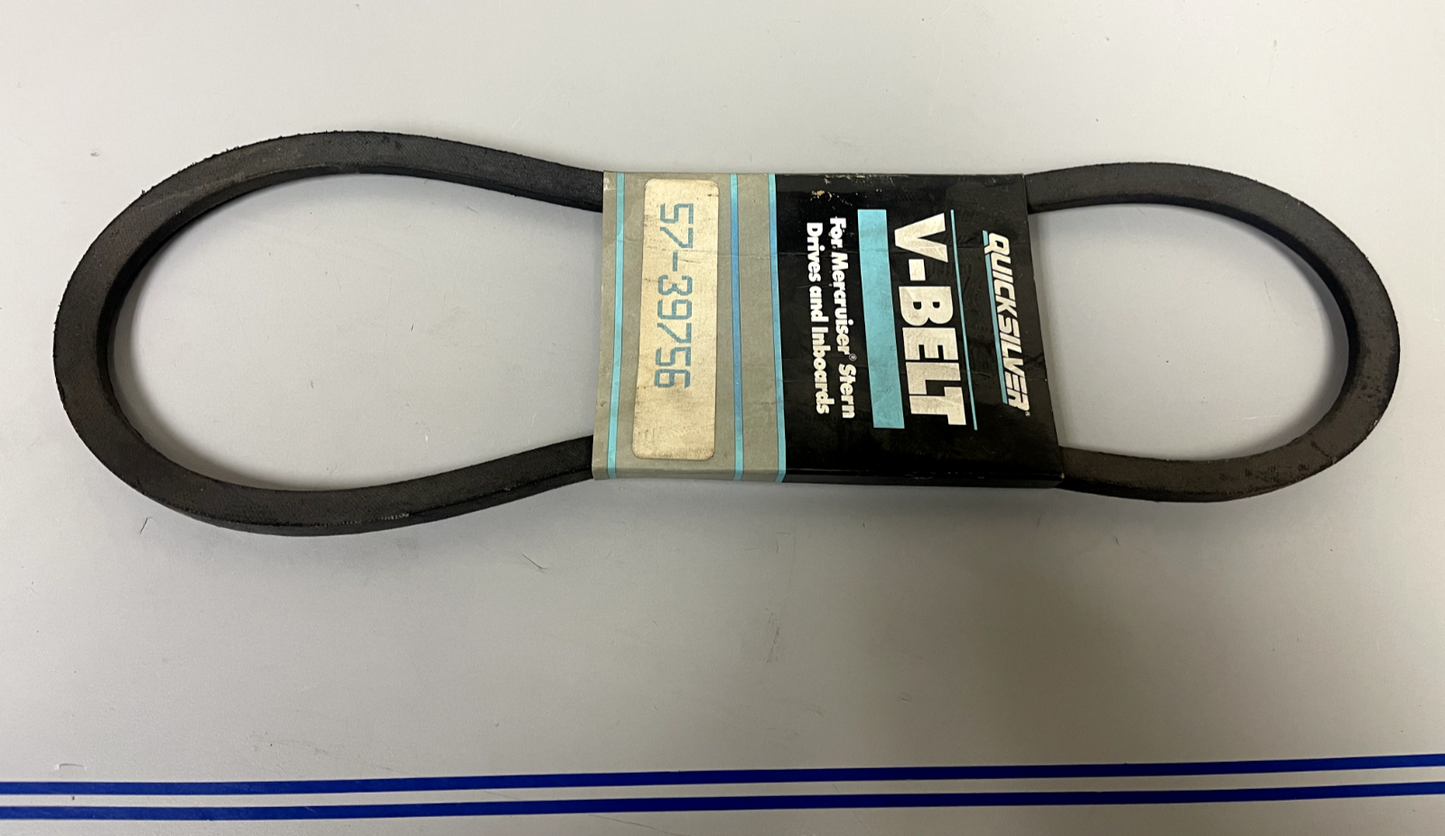 QUICKSILVER®
V-BELT
For Mercruiser® Stern
Drives and Inboards
57-39756